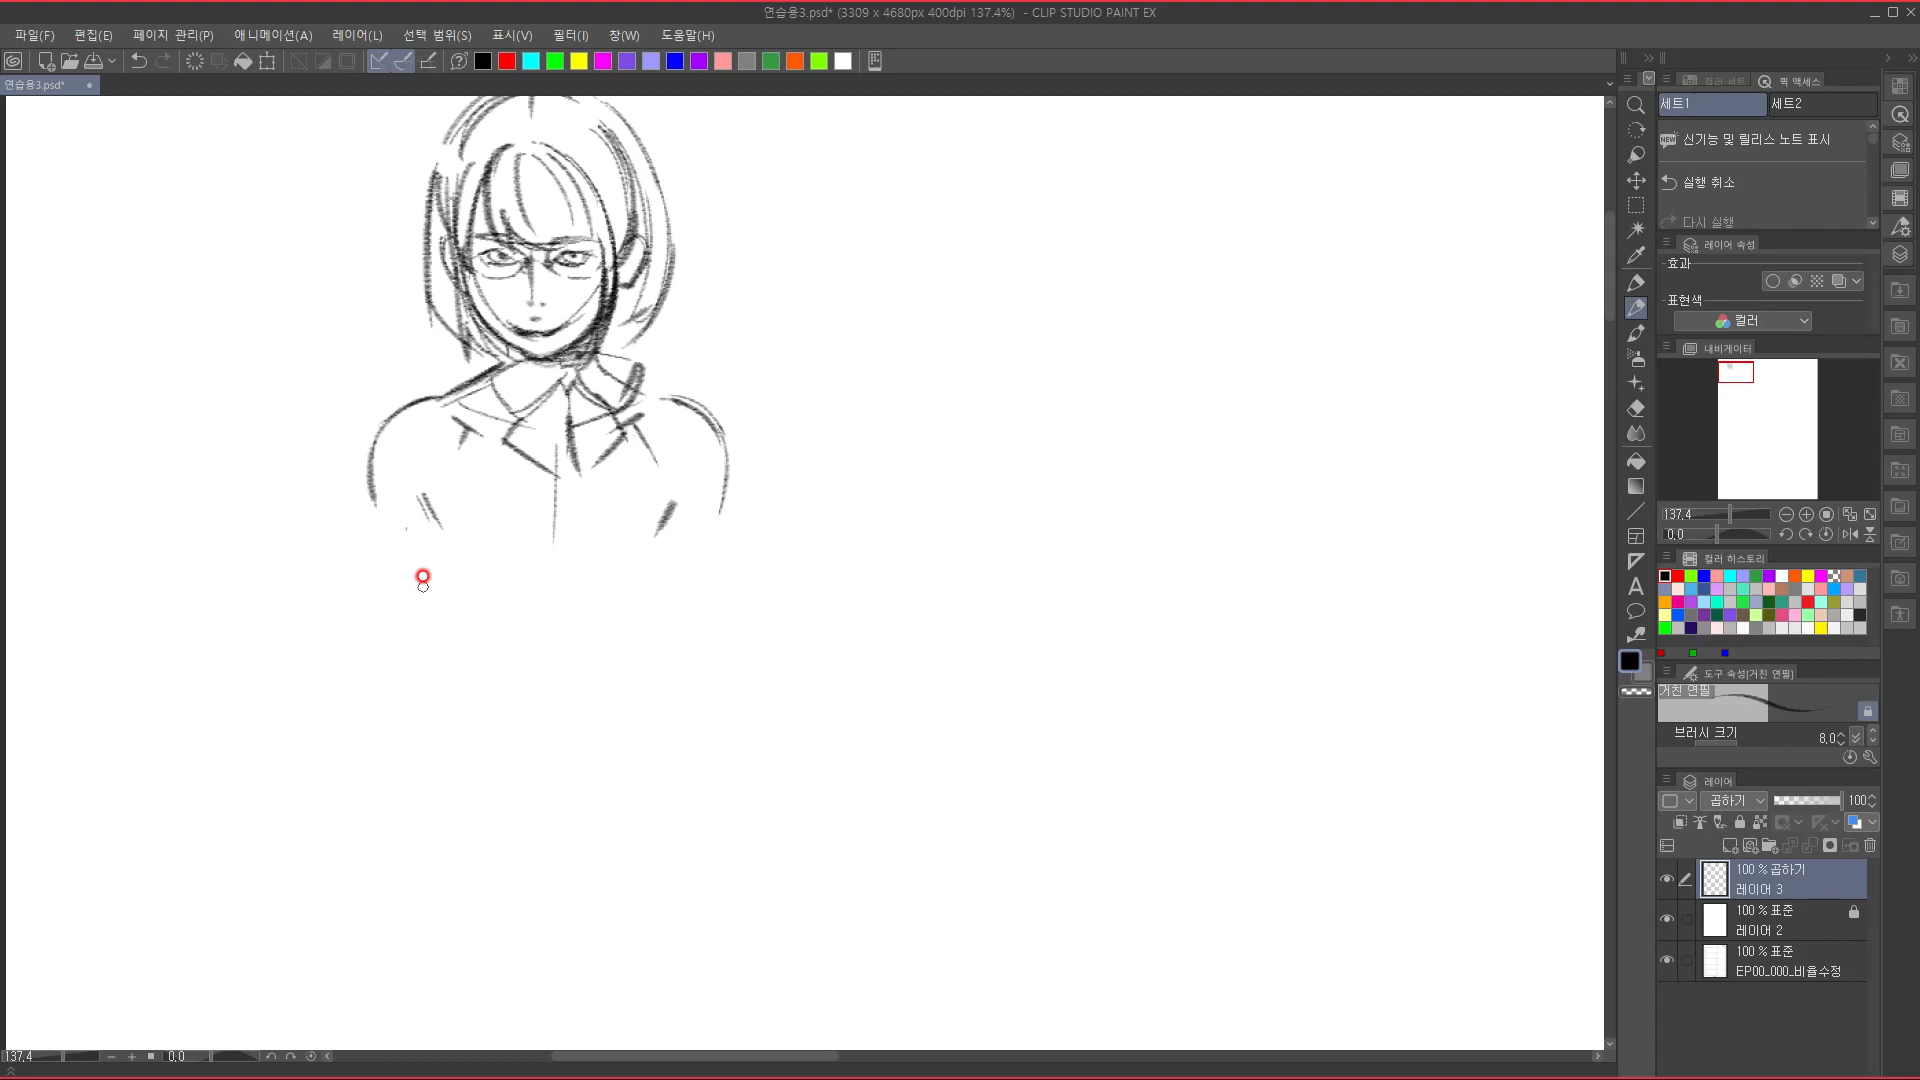 연습용3.psd* (3309 x 4680px 400dpi 137.4%)  - CLIP STUDIO PAINT EX
파일(F) 편집(E) 페이지 관리(P) 애니메이션(A) 레이어(L) 선택 범위(S) 표시(V) 필터(I) 창(W) 도움말(H)
연습용3.psd*
컬러 세트 퀵 액세스
세트1 세트2
NEW 신기능 및 릴리스 노트 표시
실행 취소
다시 실행
레이어 속성
효과
표현색
컬러
내비게이터
137.4
0.0
컬러 히스토리
도구 속성[거친 연필]
거친 연필
브러시 크기 8.0
레이어
곱하기 100
100 % 곱하기
레이어 3
100 % 표준
레이어 2
100 % 표준
EP00_000_비율수정
137.4 0.0